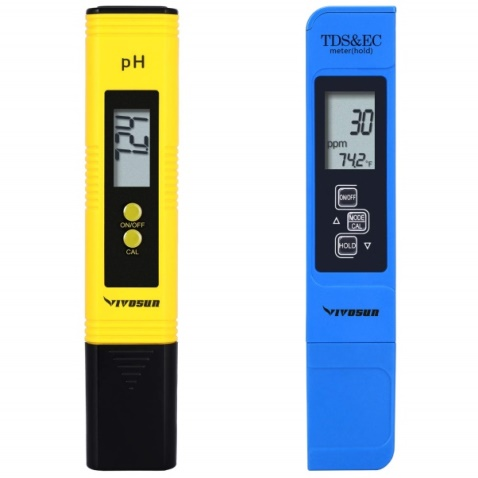 pH
7.24
ON/OFF
CAL
VIVOSUN
TDS&EC
meter(hold)
30
ppm
74.2°F
ON/OFF
MODE
CAL
HOLD
VIVOSUN